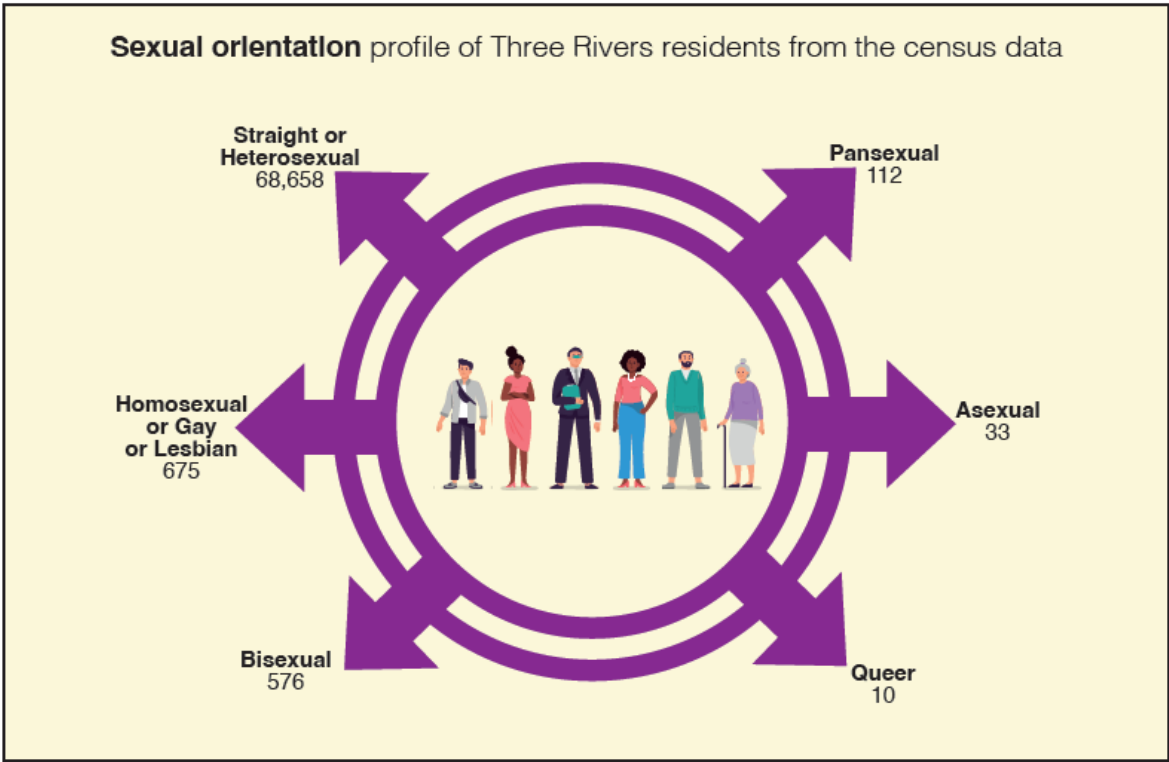 Sexual orientation profile of Three Rivers residents from the census data
Straight or
Heterosexual
68,658
Pansexual
112
Homosexual
or Gay
or Lesbian
675
Asexual
33
Bisexual
576
Queer
10